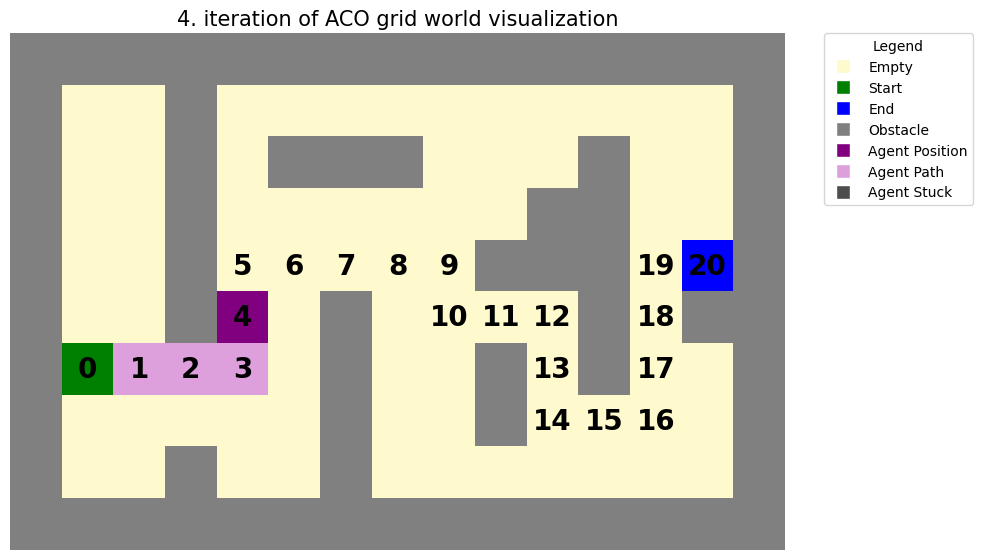 4. iteration of ACO grid world visualization
Legend
Empty
Start
End
Obstacle
Agent Position
Agent Path
Agent Stuck
5 6 7 8 9 19 20
4 10 11 12 18
0 1 2 3 13 17
14 15 16